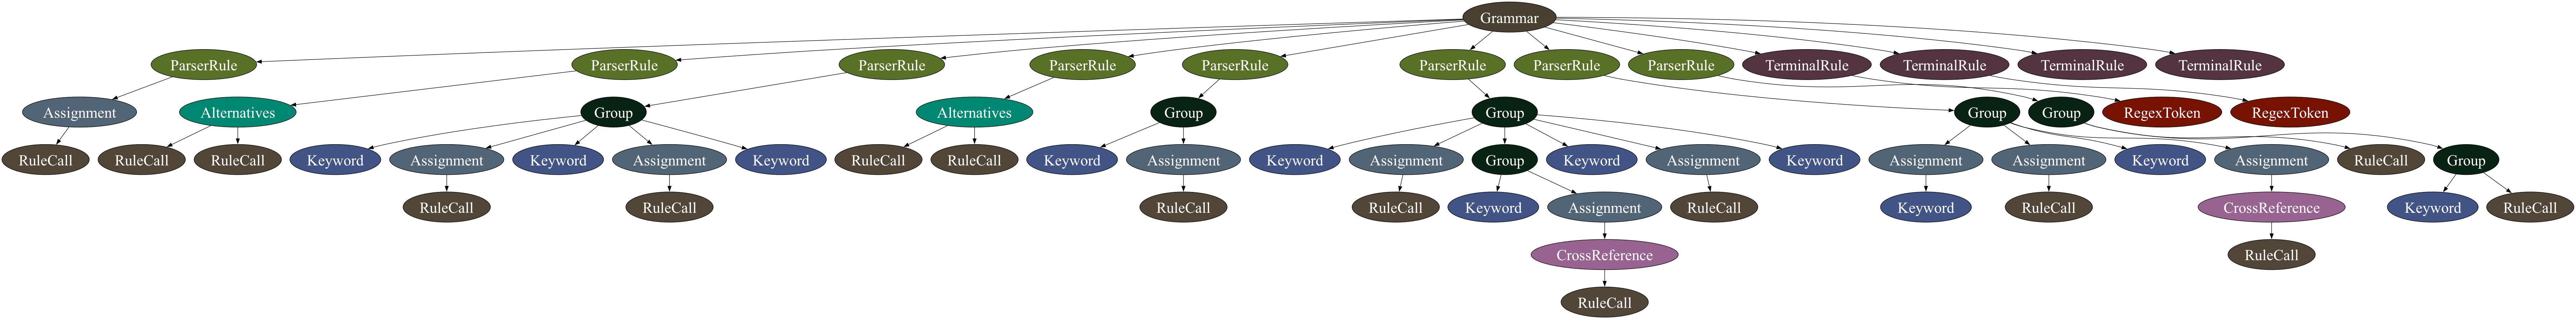 Grammar
ParserRule ParserRule ParserRule ParserRule ParserRule ParserRule ParserRule ParserRule TerminalRule TerminalRule TerminalRule TerminalRule
Assignment Alternatives Group Alternatives Group Group Group Group RegexToken RegexToken
RuleCall RuleCall RuleCall Keyword Assignment Keyword Assignment Keyword RuleCall RuleCall Keyword Assignment Keyword Assignment Group Keyword Assignment Keyword Assignment Assignment Keyword Assignment RuleCall Group
RuleCall RuleCall RuleCall RuleCall Keyword Assignment RuleCall Keyword RuleCall CrossReference Keyword RuleCall
CrossReference RuleCall
RuleCall